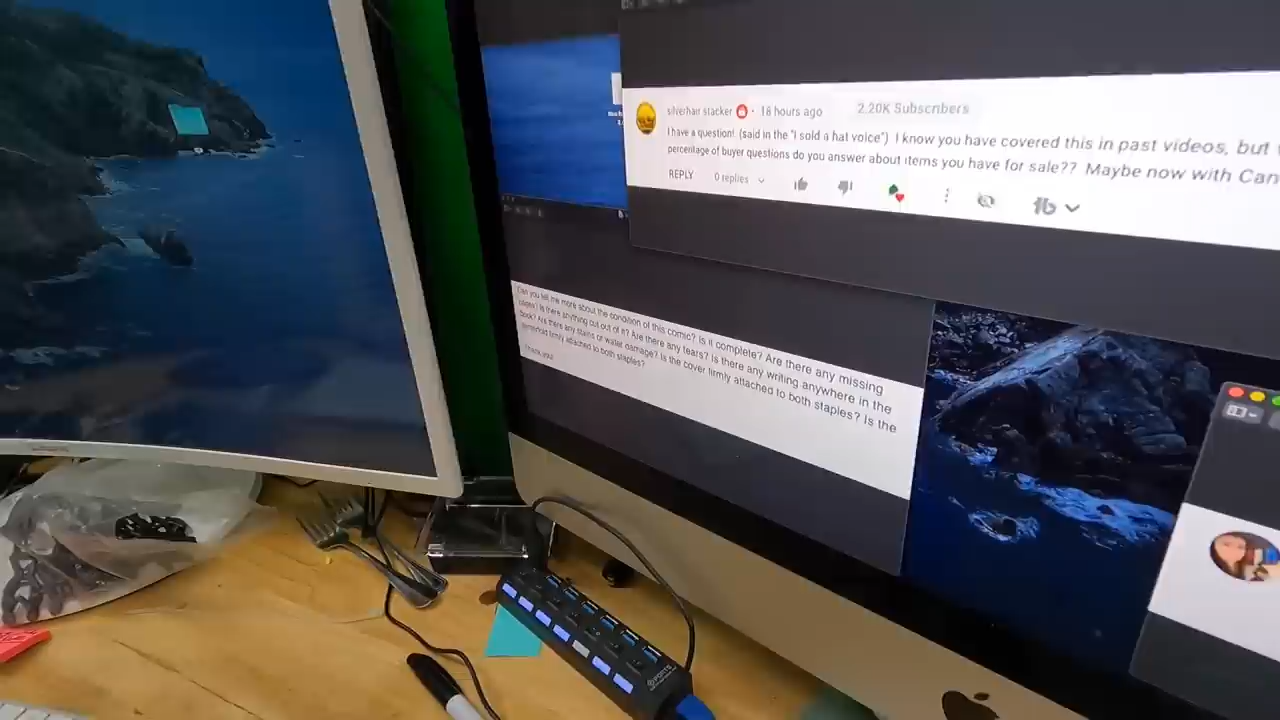 silverhair stacker · 18 hours ago 2.20K Subscribers
I have a question!. (said in the "I sold a hat voice") I know you have covered this in past videos, but
percentage of buyer questions do you answer about items you have for sale?? Maybe now with Can
REPLY 0 replies
Can you tell me more about the condition of this comic? Is it complete? Are there any missing
pages? Is there anything cut out of it? Are there any tears? Is there any writing anywhere in the
book? Are there any stains or water damage? Is the cover firmly attached to both staples? Is the
centerfold firmly attached to both staples?
Thank you!